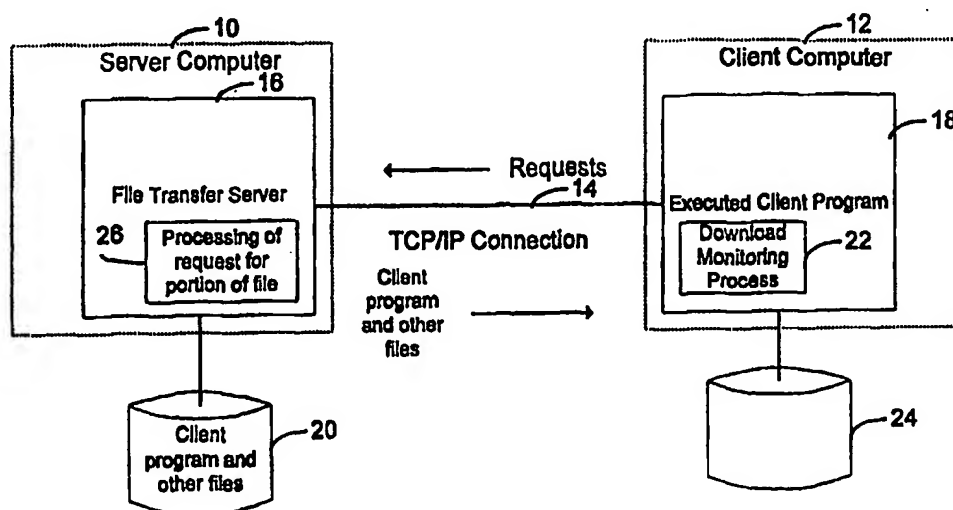 10
Server Computer
16
File Transfer Server
26
Processing of
request for
portion of file
Client
program and
other files
20
Requests
14
TCP/IP Connection
Client
program
and other
files
12
Client Computer
18
Executed Client Program
Download
Monitoring
Process
22
24